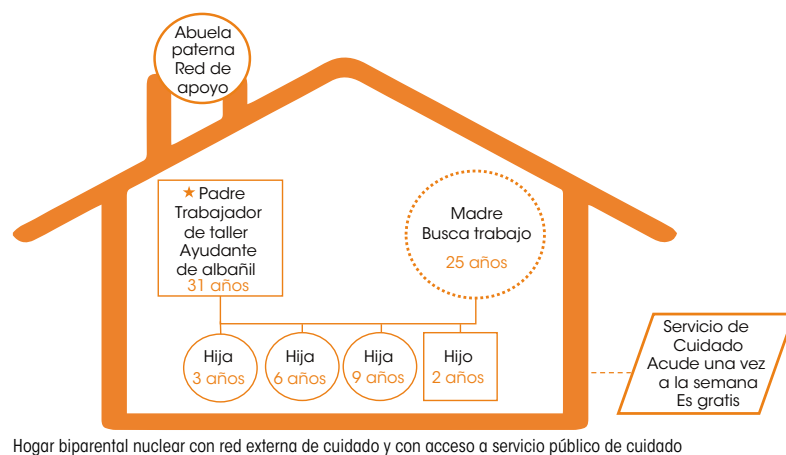 Abuela
paterna
Red de
apoyo
★ Padre
Trabajador
de taller
Ayudante
de albañil
31 años
Madre
Busca trabajo
25 años
Hija
3 años
Hija
6 años
Hija
9 años
Hijo
2 años
Servicio de
Cuidado
Acude una vez
a la semana
Es gratis
Hogar biparental nuclear con red externa de cuidado y con acceso a servicio público de cuidado